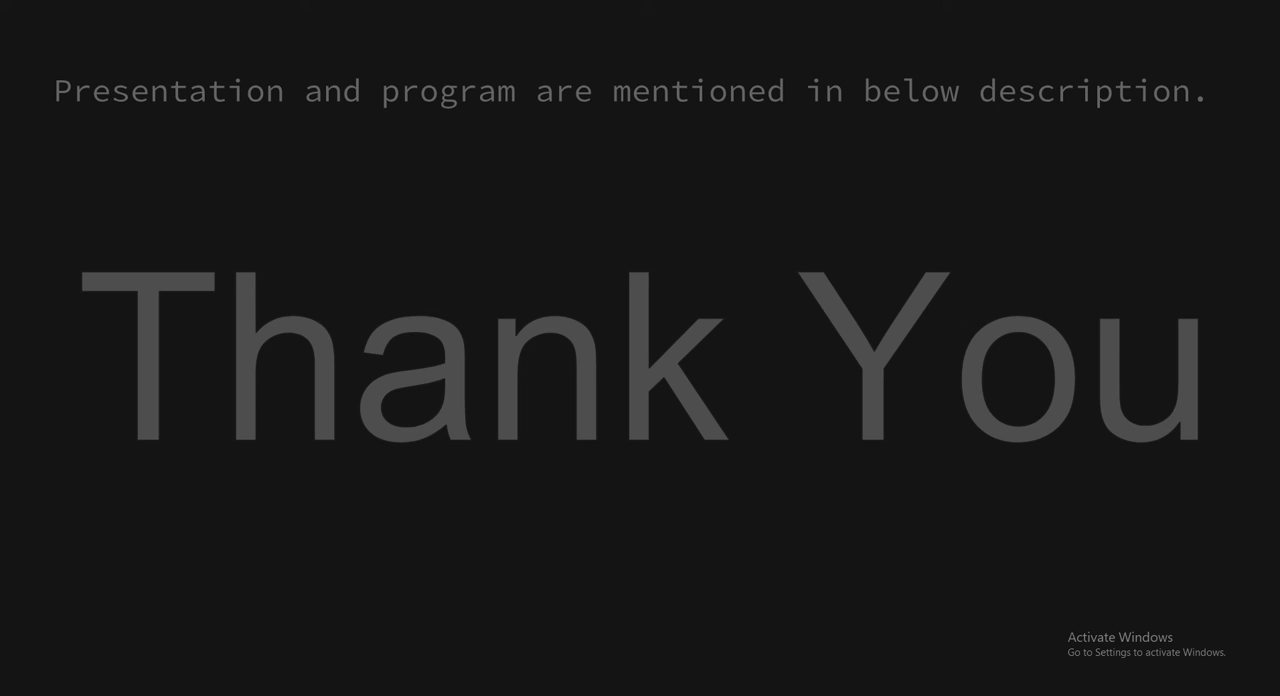 Presentation and program are mentioned in below description.
Thank You
Activate Windows
Go to Settings to activate Windows.